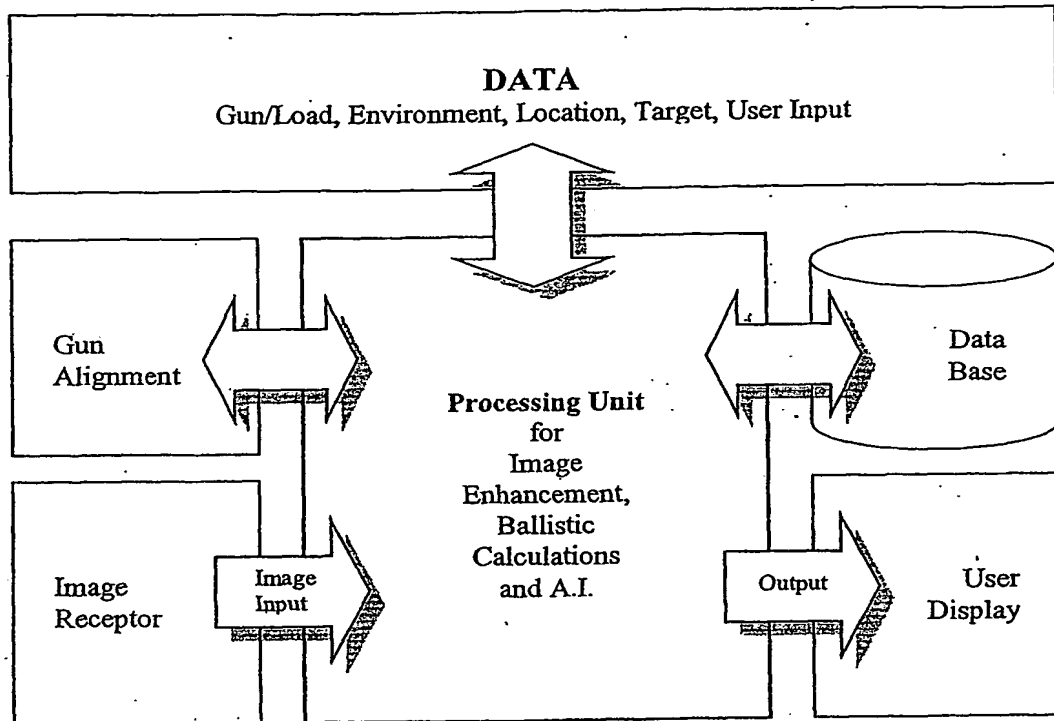 DATA
Gun/Load, Environment, Location, Target, User Input
Gun
Alignment
Data
Base
Processing Unit
for
Image
Enhancement,
Ballistic
Calculations
and A.I.
Image
Receptor
Image
Input
Output
User
Display